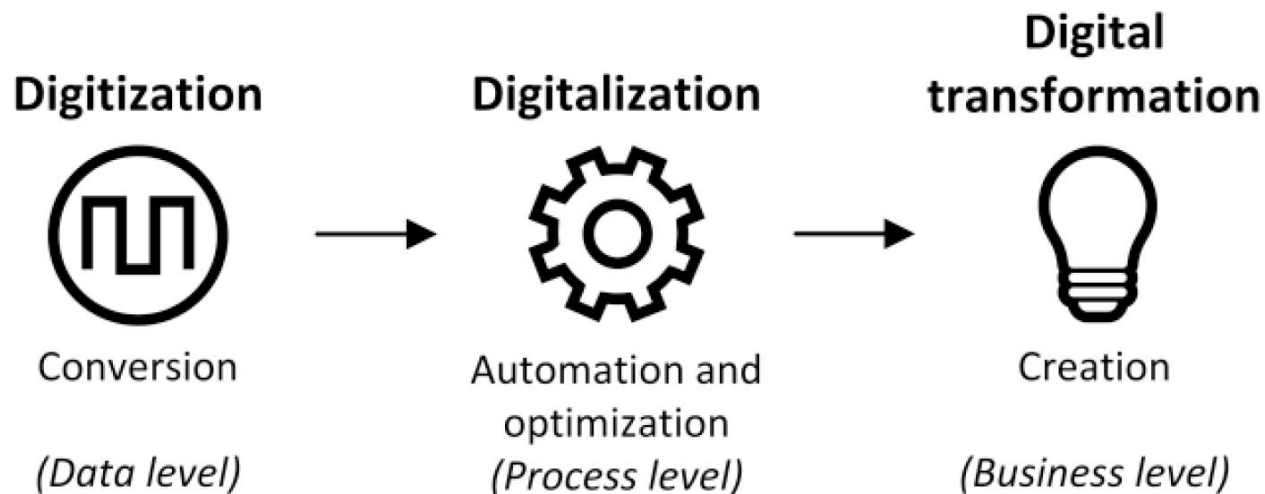 Digitization
Conversion
(Data level)
Digitalization
Automation and
optimization
(Process level)
Digital
transformation
Creation
(Business level)